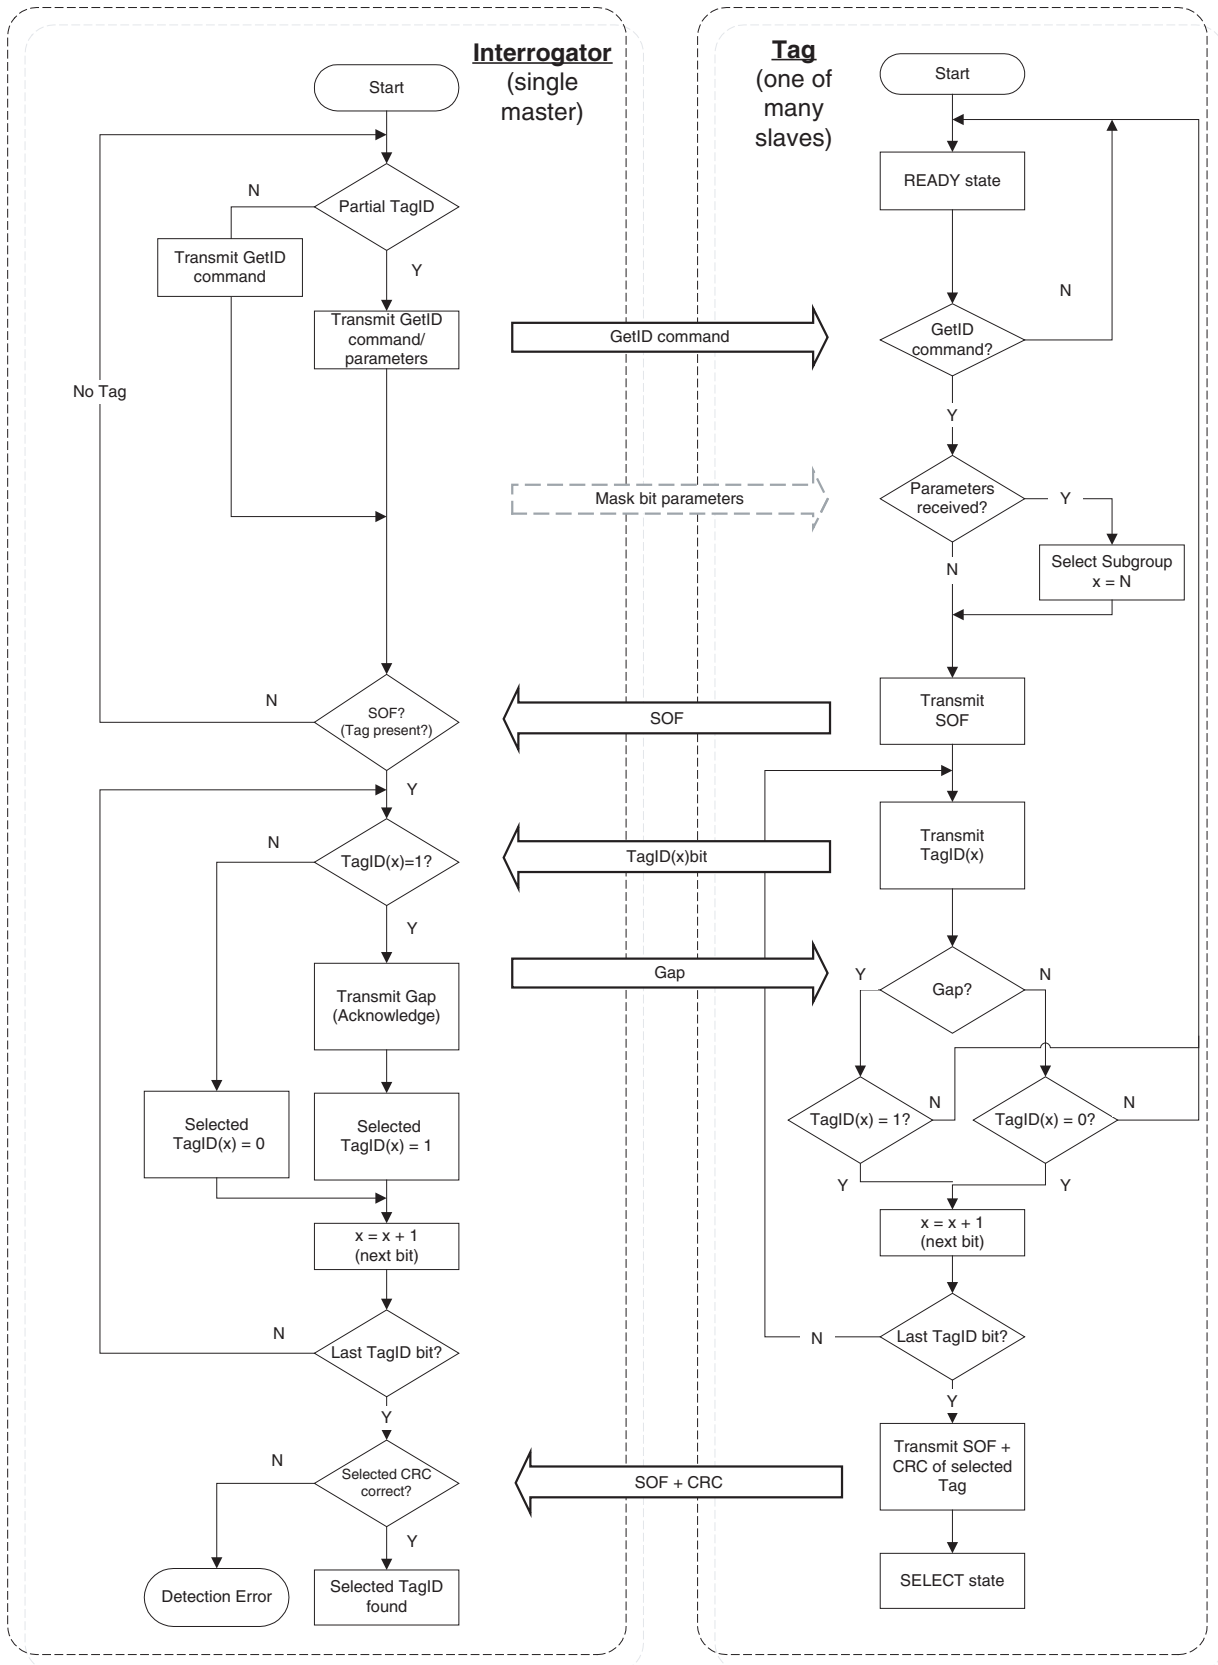 Interrogator
(single
master)
Start
Partial TagID
N
Y
Transmit GetID
command
Transmit GetID
command/
parameters
No Tag
SOF?
(Tag present?)
N
Y
TagID(x)=1?
N
Y
Transmit Gap
(Acknowledge)
Selected
TagID(x) = 0
Selected
TagID(x) = 1
x = x + 1
(next bit)
Last TagID bit?
N
Y
Selected CRC
correct?
N
Y
Detection Error
Selected TagID
found
GetID command
Mask bit parameters
SOF
TagID(x)bit
Gap
SOF + CRC
Tag
(one of
many
slaves)
Start
READY state
GetID
command?
N
Y
Parameters
received?
Y
N
Select Subgroup
x = N
Transmit
SOF
Transmit
TagID(x)
Gap?
Y
N
TagID(x) = 1?
N
TagID(x) = 0?
N
Y
Y
x = x + 1
(next bit)
Last TagID bit?
N
Y
Transmit SOF +
CRC of selected
Tag
SELECT state